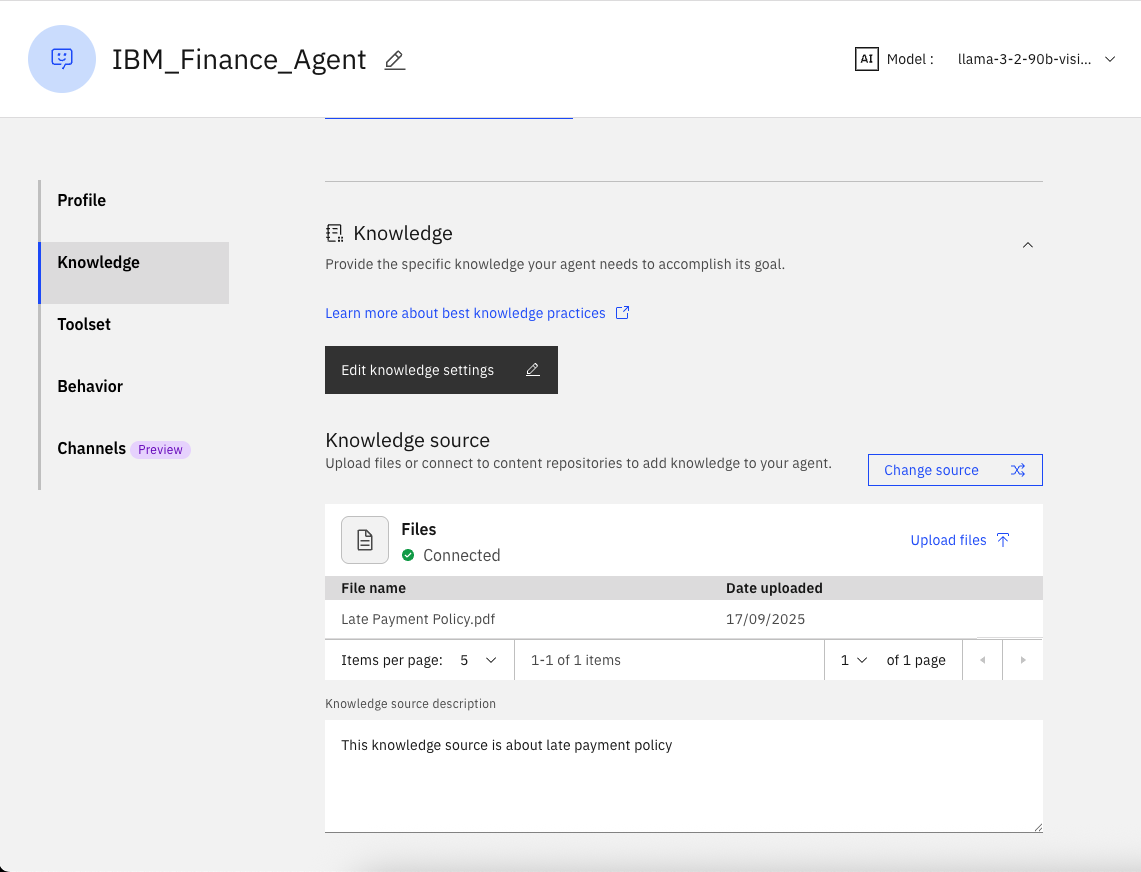 IBM_Finance_Agent
AI Model : llama-3-2-90b-visi...
Profile
Knowledge
Toolset
Behavior
Channels Preview
Knowledge
Provide the specific knowledge your agent needs to accomplish its goal.
Learn more about best knowledge practices
Edit knowledge settings
Knowledge source
Upload files or connect to content repositories to add knowledge to your agent.
Change source
Files
Connected
Upload files
File name Date uploaded
Late Payment Policy.pdf 17/09/2025
Items per page: 5 1-1 of 1 items 1 of 1 page
Knowledge source description
This knowledge source is about late payment policy